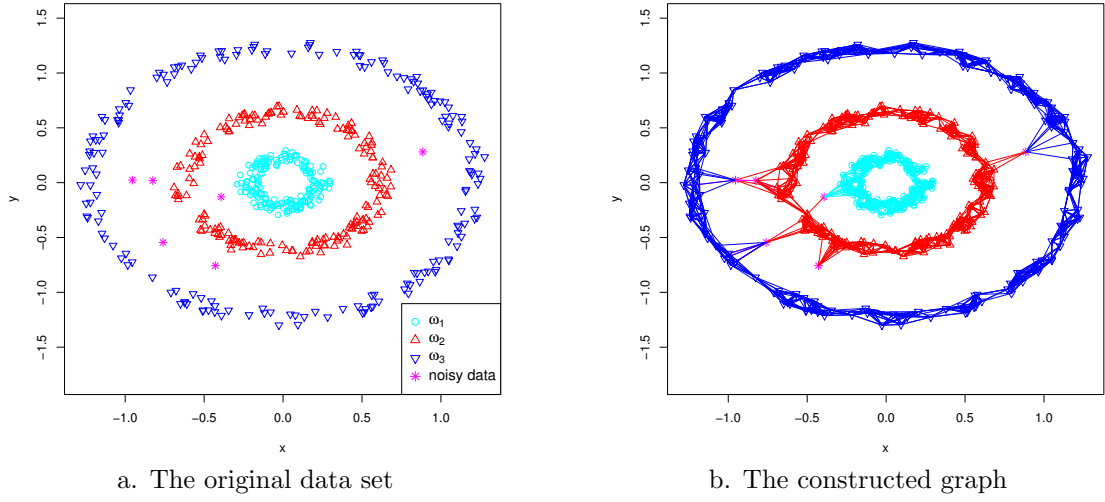 1.5
1.0
0.5
0.0
−0.5
−1.0
−1.5
y
−1.0 −0.5 0.0 0.5 1.0
x
ω1
ω2
ω3
noisy data
a. The original data set
1.5
1.0
0.5
0.0
−0.5
−1.0
−1.5
y
−1.0 −0.5 0.0 0.5 1.0
x
b. The constructed graph